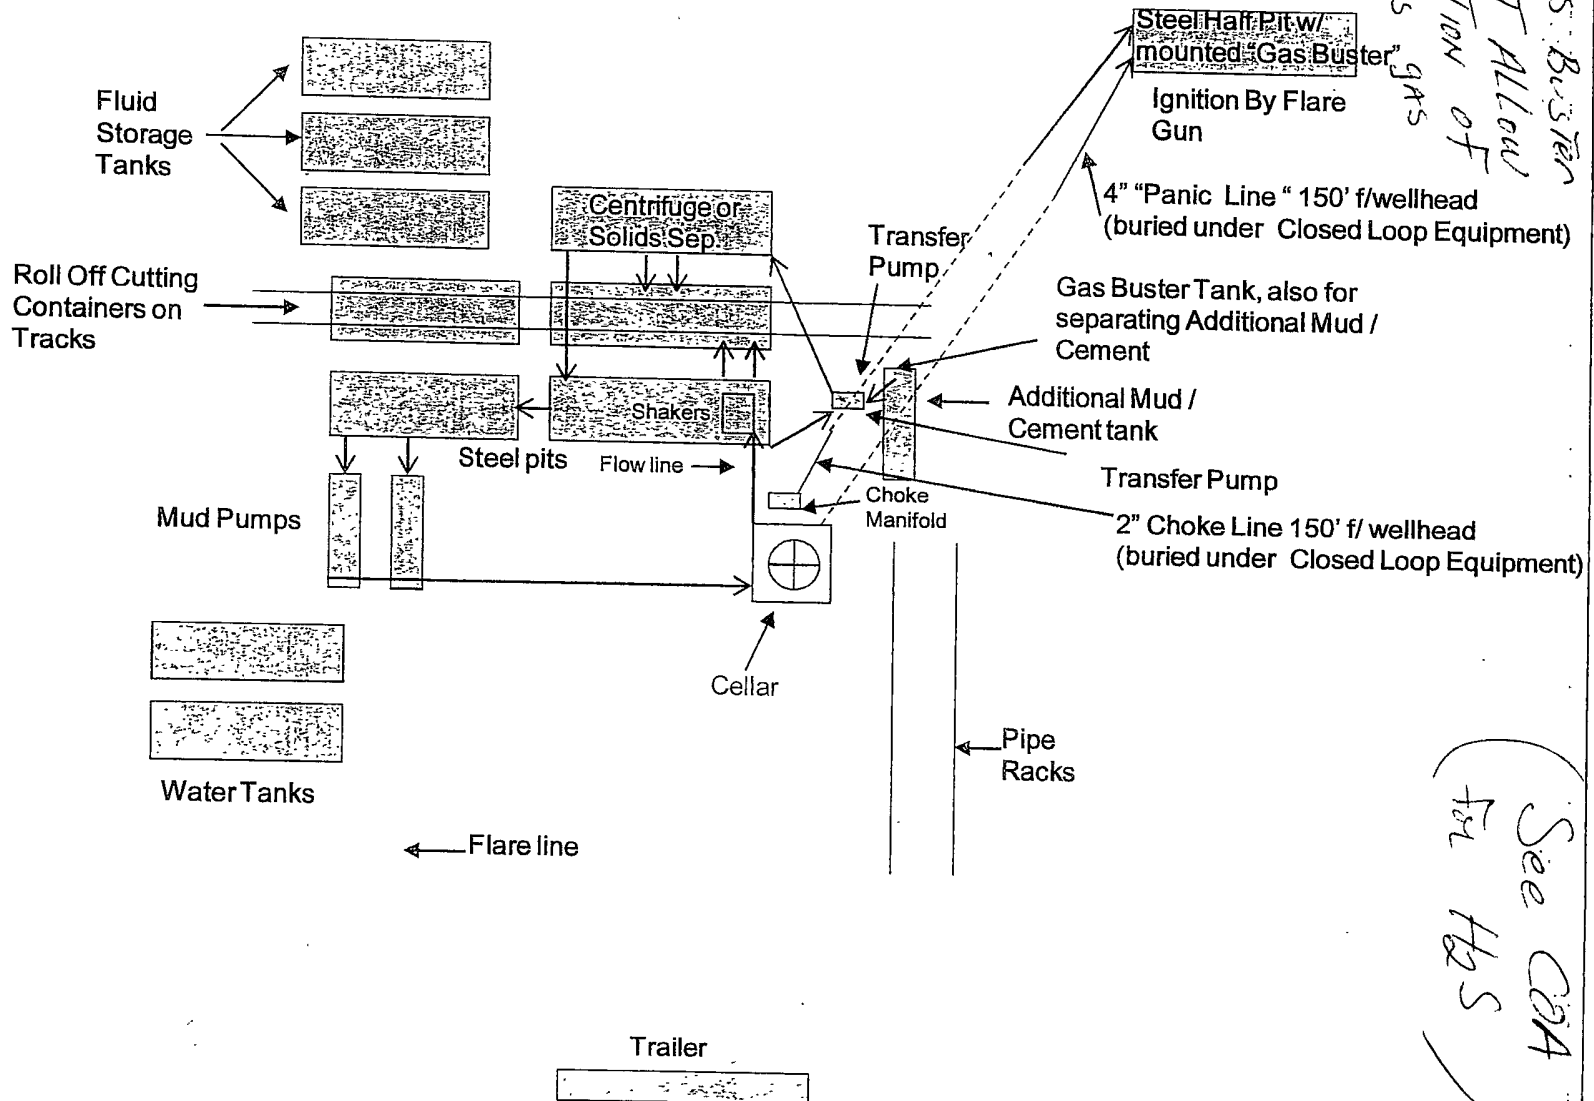 Steel Half Pit w/
mounted "Gas Buster"
Ignition By Flare
Gun
Fluid
Storage
Tanks
4" "Panic Line " 150' f/wellhead
(buried under Closed Loop Equipment)
Centrifuge or
Solids Sep.
Transfer
Pump
Roll Off Cutting
Containers on
Tracks
Gas Buster Tank, also for
separating Additional Mud /
Cement
Shakers
Additional Mud /
Cement tank
Steel pits
Flow line
Transfer Pump
Choke
Manifold
Mud Pumps
2" Choke Line 150' f/ wellhead
(buried under Closed Loop Equipment)
Cellar
Pipe
Racks
Water Tanks
Flare line
Trailer
Buster
Allow
of
gas
(See COA
for H2S)